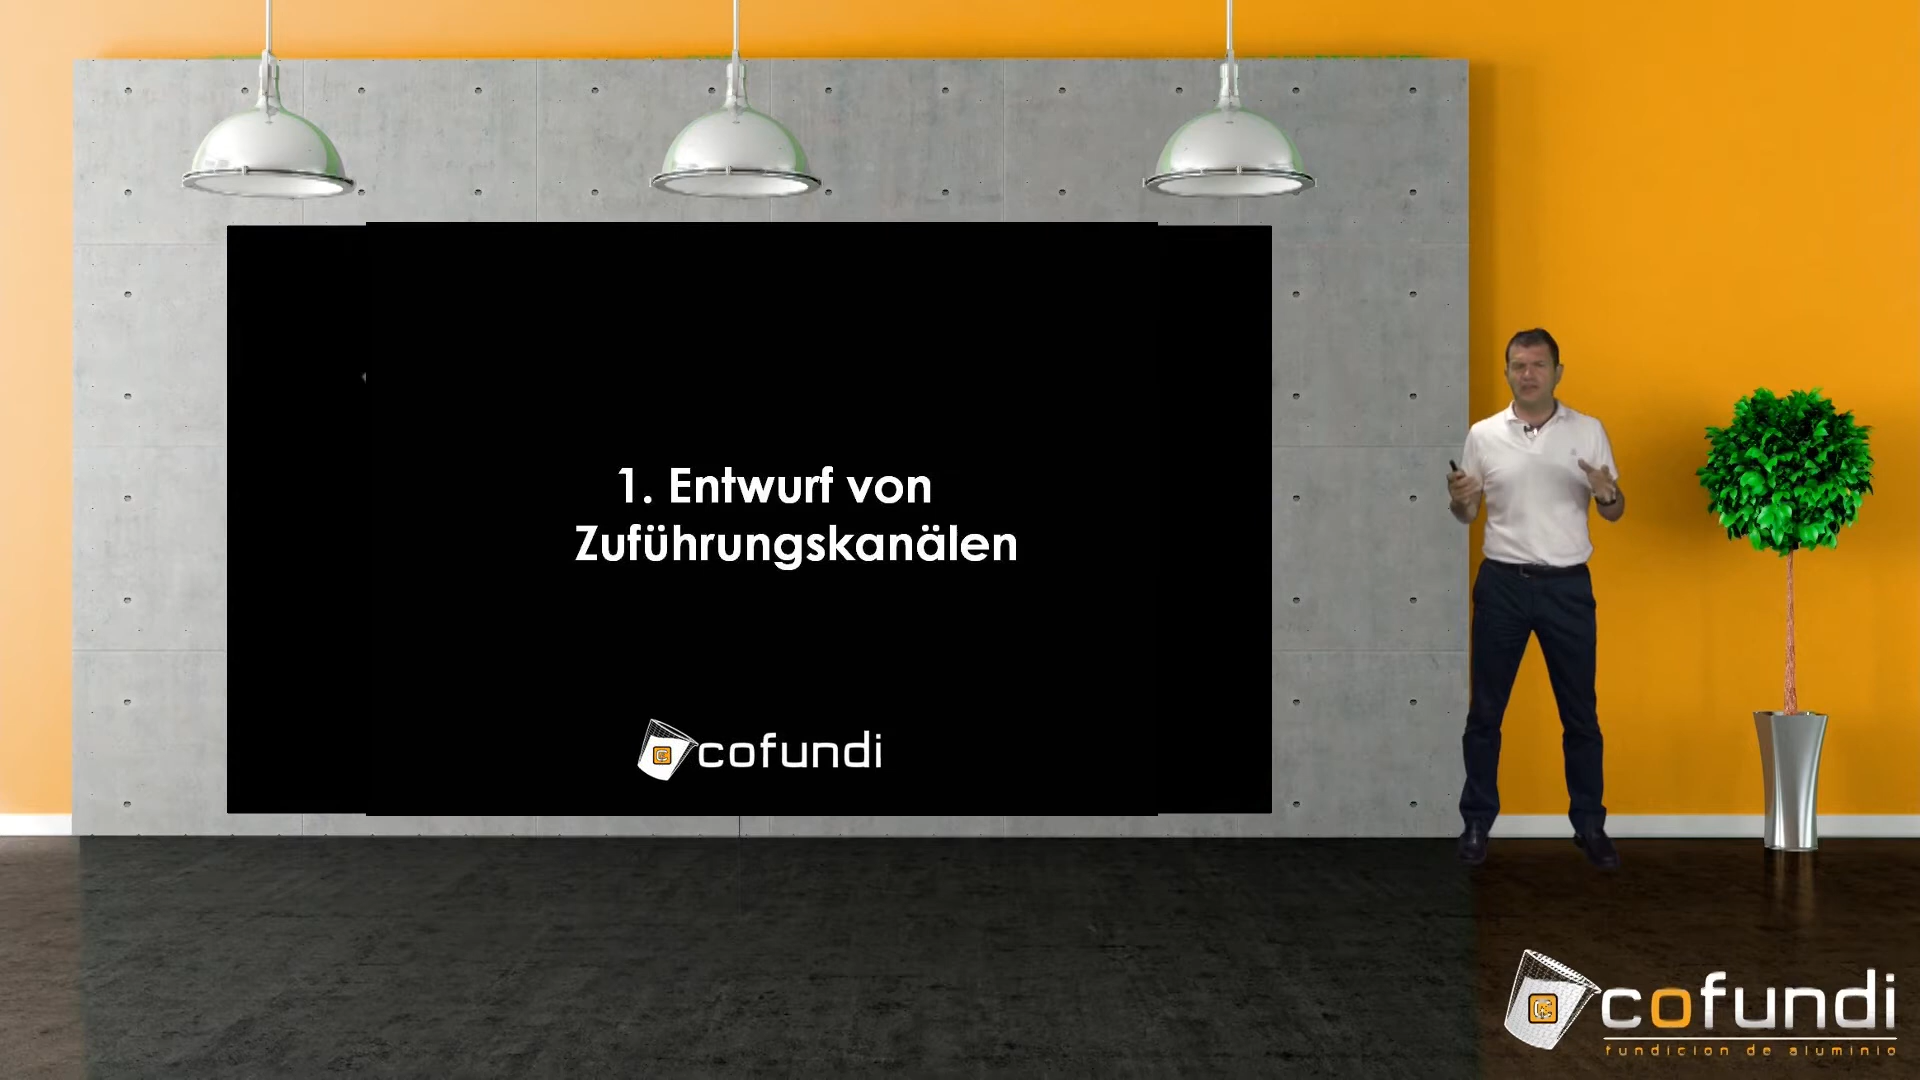 1. Entwurf von
Zuführungskanälen
cofundi
cofundi
fundicion de aluminio